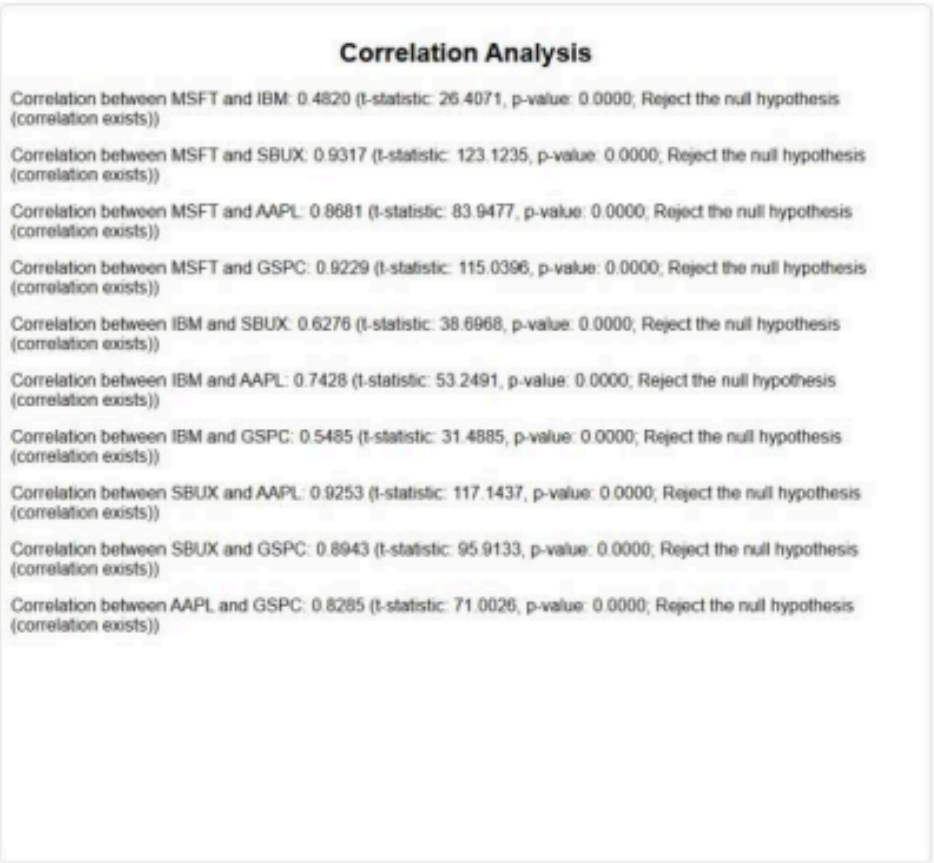 Correlation Analysis
Correlation between MSFT and IBM: 0.4820 (t-statistic: 26.4071, p-value: 0.0000; Reject the null hypothesis
(correlation exists))
Correlation between MSFT and SBUX: 0.9317 (t-statistic: 123.1235, p-value: 0.0000; Reject the null hypothesis
(correlation exists))
Correlation between MSFT and AAPL: 0.8681 (t-statistic: 83.9477, p-value: 0.0000; Reject the null hypothesis
(correlation exists))
Correlation between MSFT and GSPC: 0.9229 (t-statistic: 115.0396, p-value: 0.0000; Reject the null hypothesis
(correlation exists))
Correlation between IBM and SBUX: 0.6276 (t-statistic: 38.6968, p-value: 0.0000; Reject the null hypothesis
(correlation exists))
Correlation between IBM and AAPL: 0.7428 (t-statistic: 53.2491, p-value: 0.0000; Reject the null hypothesis
(correlation exists))
Correlation between IBM and GSPC: 0.5485 (t-statistic: 31.4885, p-value: 0.0000; Reject the null hypothesis
(correlation exists))
Correlation between SBUX and AAPL: 0.9253 (t-statistic: 117.1437, p-value: 0.0000; Reject the null hypothesis
(correlation exists))
Correlation between SBUX and GSPC: 0.8943 (t-statistic: 95.9133, p-value: 0.0000; Reject the null hypothesis
(correlation exists))
Correlation between AAPL and GSPC: 0.8285 (t-statistic: 71.0026, p-value: 0.0000; Reject the null hypothesis
(correlation exists))